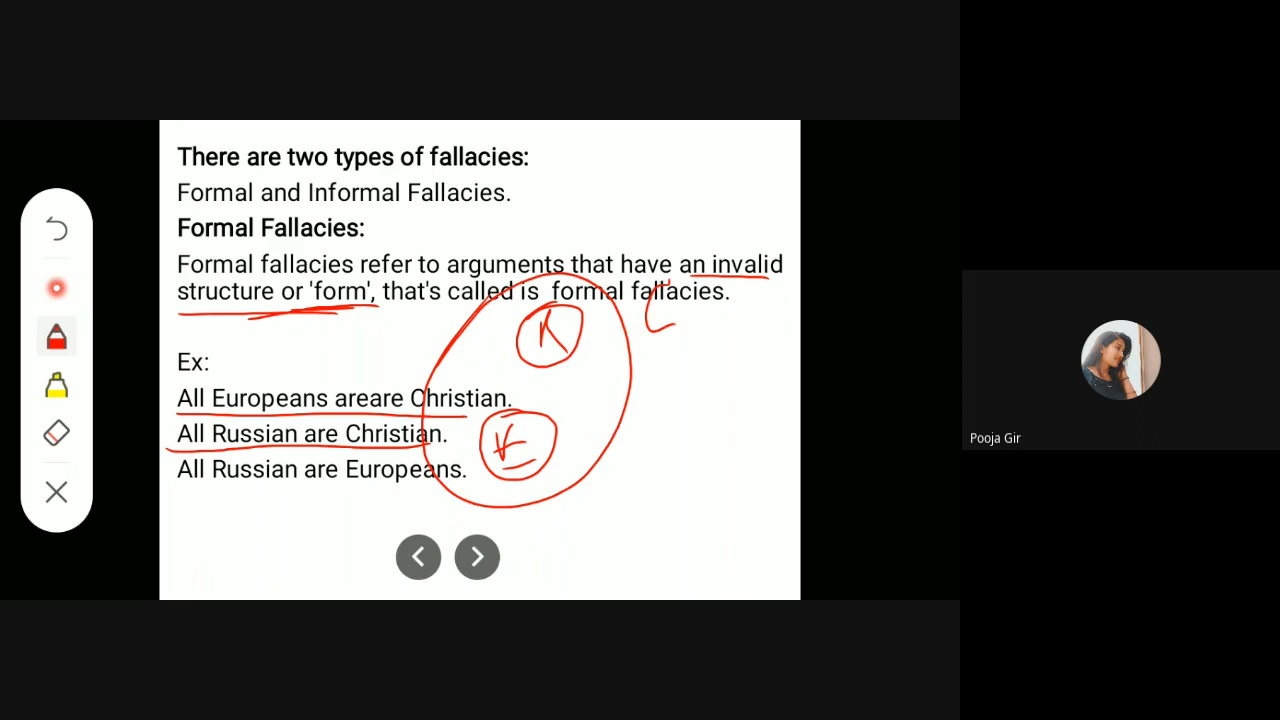 There are two types of fallacies:
Formal and Informal Fallacies.
Formal Fallacies:
Formal fallacies refer to arguments that have an invalid
structure or 'form', that's called is formal fallacies.
C
R
Ex:
All Europeans areare Christian.
All Russian are Christian.
E
All Russian are Europeans.
Pooja Gir